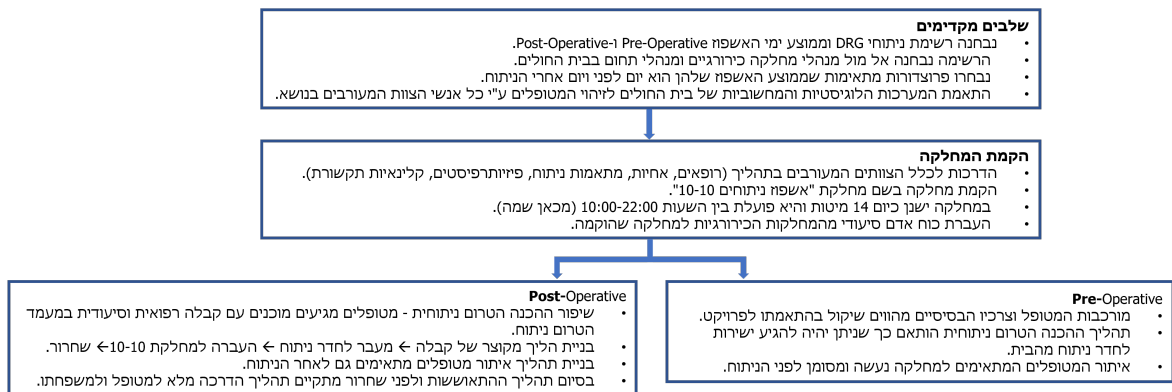 שלבים מקדימים
• נבחנה רשימת ניתוחי DRG וממוצע ימי האשפוז Pre-Operative ו-Post-Operative.
• הרשימה נבחנה אל מול מנהלי מחלקה כירורגיים ומנהלי תחום בבית החולים.
• נבחרו פרוצדורות מתאימות שממוצע האשפוז שלהן הוא יום לפני ויום אחרי הניתוח.
• התאמת המערכות הלוגיסטיות והמחשוביות של בית החולים לזיהוי המטופלים ע"י כל אנשי הצוות המעורבים בנושא.
הקמת המחלקה
• הדרכות לכלל הצוותים המעורבים בתהליך (רופאים, אחיות, מתאמות ניתוח, פיזיותרפיסטים, קלינאיות תקשורת).
• הקמת מחלקה בשם מחלקת "אשפוז ניתוחים 10-10".
• במחלקה ישנן כיום 14 מיטות והיא פועלת בין השעות 10:00-22:00 (מכאן שמה).
• העברת כוח אדם סיעודי מהמחלקות הכירורגיות למחלקה שהוקמה.
Pre-Operative
• מורכבות המטופל וצרכיו הבסיסיים מהווים שיקול בהתאמתו לפרויקט.
• תהליך ההכנה הטרום ניתוחית הותאם כך שניתן יהיה להגיע ישירות
לחדר ניתוח מהבית.
• איתור המטופלים המתאימים למחלקה נעשה ומסומן לפני הניתוח.
Post-Operative
• שיפור ההכנה הטרום ניתוחית - מטופלים מגיעים מוכנים עם קבלה רפואית וסיעודית במעמד
הטרום ניתוח.
• בניית הליך מקוצר של קבלה ← מעבר לחדר ניתוח ← העברה למחלקת 10-10← שחרור.
• בניית תהליך איתור מטופלים מתאימים גם לאחר הניתוח.
• בסיום תהליך ההתאוששות ולפני שחרור מתקיים תהליך הדרכה מלא למטופל ולמשפחתו.